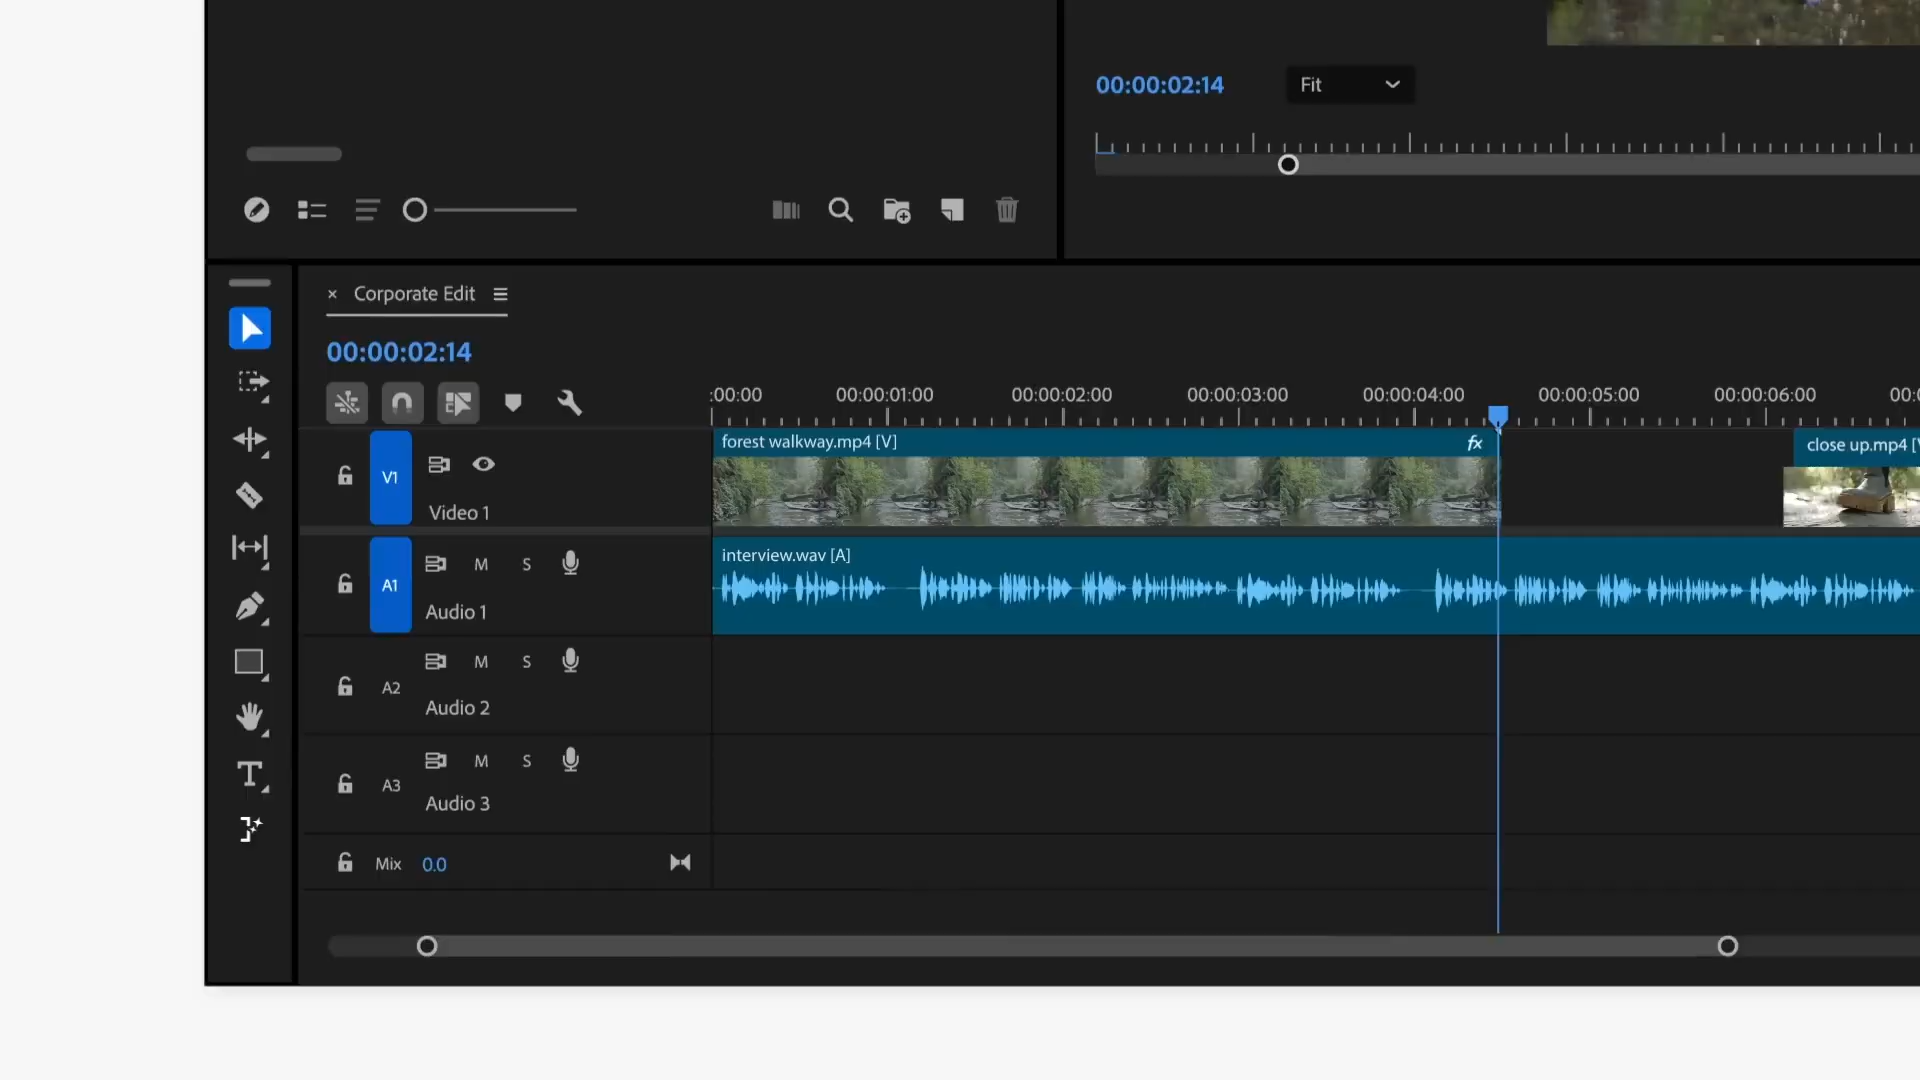 00:00:02:14
Fit
Corporate Edit
00:00:02:14
:00:00
00:00:01:00
00:00:02:00
00:00:03:00
00:00:04:00
00:00:05:00
00:00:06:00
00:
V1
Video 1
forest walkway.mp4 [V]
fx
close up.mp4 [V
A1
M
S
Audio 1
interview.wav [A]
A2
M
S
Audio 2
A3
M
S
Audio 3
Mix
0.0